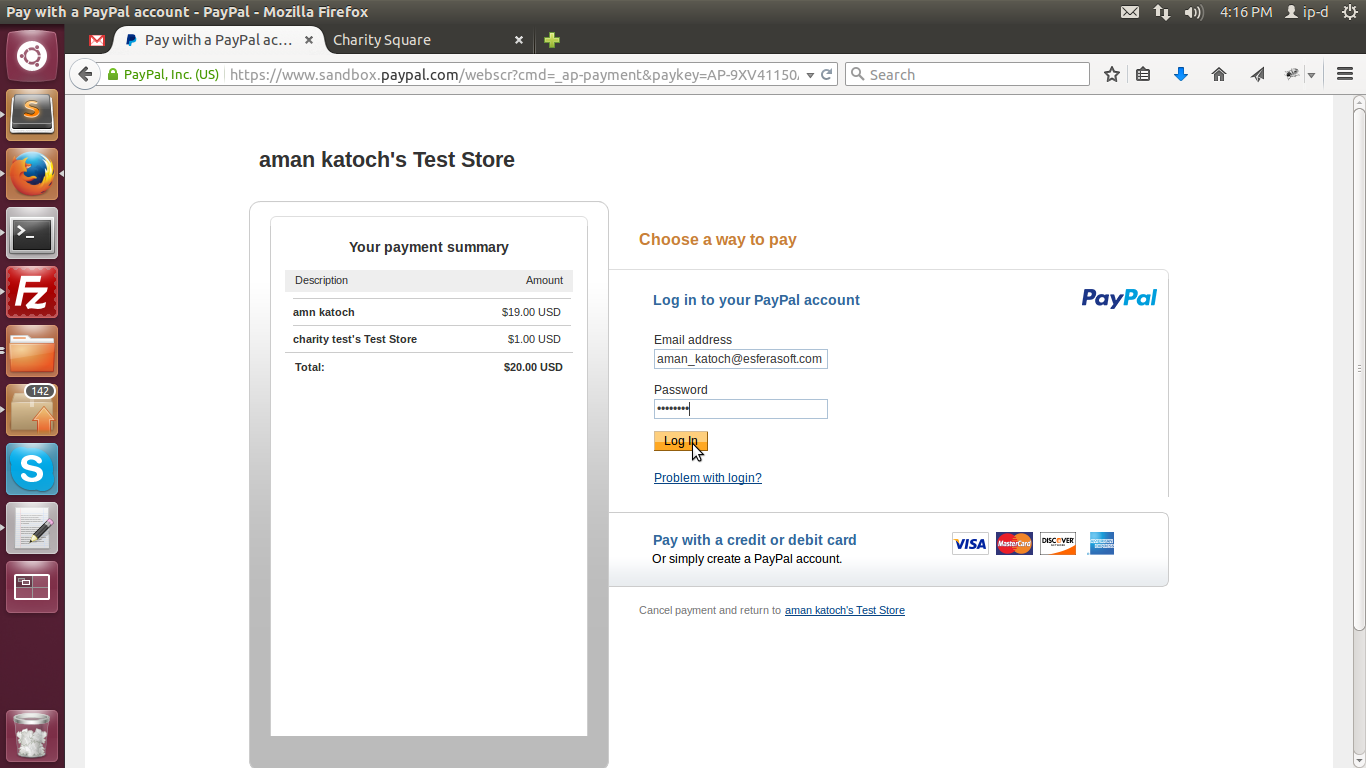 Pay with a PayPal account - PayPal - Mozilla Firefox
4:16 PM ip-d
Pay with a PayPal ac...
Charity Square
PayPal, Inc. (US) https://www.sandbox.paypal.com/webscr?cmd=_ap-payment&paykey=AP-9XV41150
Search
S
Fz
142
S
aman katoch's Test Store
Your payment summary
Description Amount
amn katoch $19.00 USD
charity test's Test Store $1.00 USD
Total: $20.00 USD
Choose a way to pay
Log in to your PayPal account PayPal
Email address
aman_katoch@esferasoft.com
Password
••••••••
Log In
Problem with login?
Pay with a credit or debit card VISA MasterCard DISCOVER
Or simply create a PayPal account.
Cancel payment and return to aman katoch's Test Store